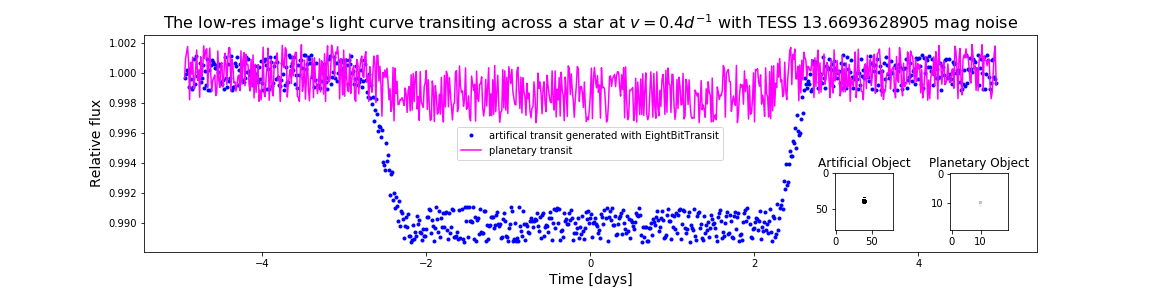 The low-res image's light curve transiting across a star at v = 0.4d⁻¹ with TESS 13.6693628905 mag noise
Relative flux
1.002
1.000
0.998
0.996
0.994
0.992
0.990
artifical transit generated with EightBitTransit
planetary transit
Artificial Object
0
50
0 50
Planetary Object
0
10
0 10
−4 −2 0 2 4
Time [days]